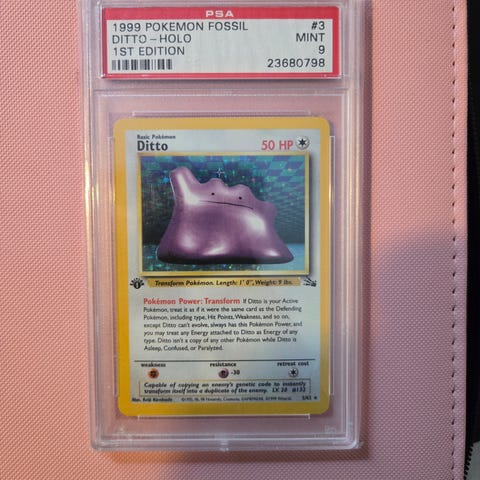 PSA
1999 POKEMON FOSSIL #3
DITTO-HOLO MINT
1ST EDITION 9
23680798
Basic Pokémon
Ditto 50 HP
Transform Pokémon. Length: 1' 0", Weight: 9 lbs.
Pokémon Power: Transform If Ditto is your Active
Pokémon, treat it as if it were the same card as the Defending
Pokémon, including type, Hit Points, Weakness, and so on,
except Ditto can't evolve, always has this Pokémon Power, and
you may treat any Energy attached to Ditto as Energy of any
type. Ditto isn't a copy of any other Pokémon while Ditto is
Asleep, Confused, or Paralyzed.
weakness resistance retreat cost
-30
Capable of copying an enemy's genetic code to instantly
transform itself into a duplicate of the enemy. LV. 20 #132
3/62